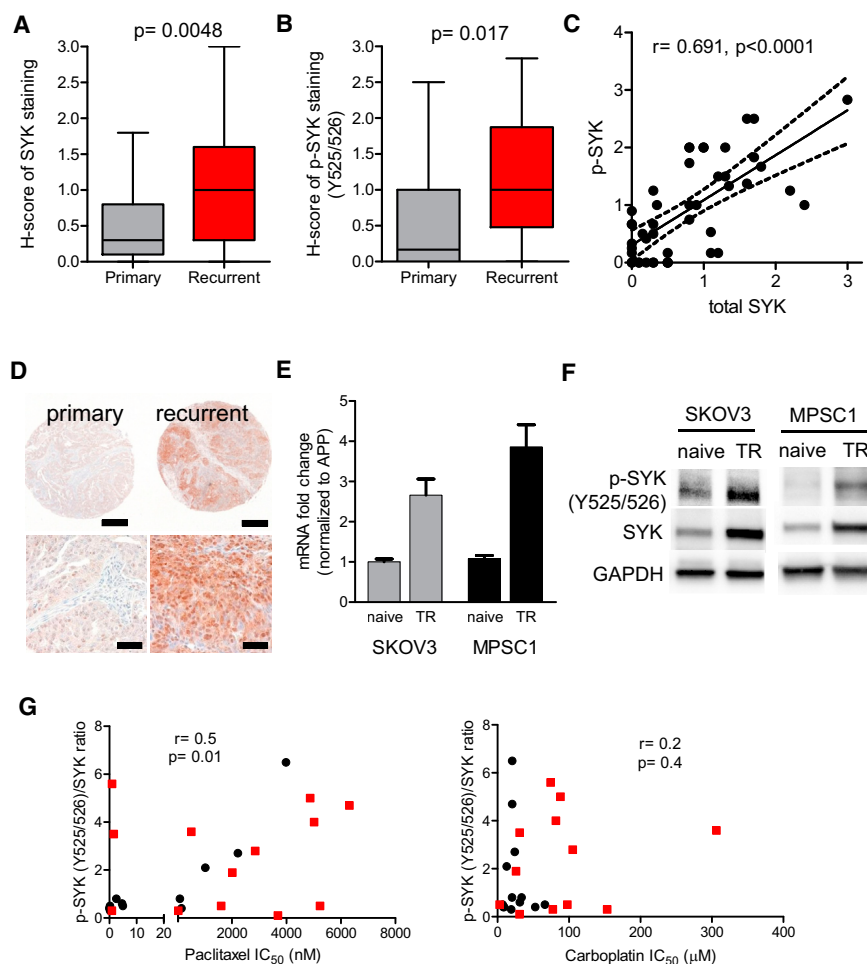 A
p= 0.0048
H-score of SYK staining
3.0
2.5
2.0
1.5
1.0
0.5
0.0
Primary
Recurrent
B
p= 0.017
H-score of p-SYK staining
(Y525/526)
3.0
2.5
2.0
1.5
1.0
0.5
0.0
Primary
Recurrent
C
r= 0.691, p<0.0001
p-SYK
4
3
2
1
0
0
1
2
3
total SYK
D
primary
recurrent
E
mRNA fold change
(normalized to APP)
5
4
3
2
1
0
naive
TR
naive
TR
SKOV3
MPSC1
F
SKOV3
MPSC1
naive
TR
naive
TR
p-SYK
(Y525/526)
SYK
GAPDH
G
p-SYK (Y525/526)/SYK ratio
8
6
4
2
0
r= 0.5
p= 0.01
0
20
2000
4000
6000
8000
Paclitaxel IC50 (nM)
p-SYK (Y525/526)/SYK ratio
8
6
4
2
0
r= 0.2
p= 0.4
0
100
200
300
400
Carboplatin IC50 (μM)